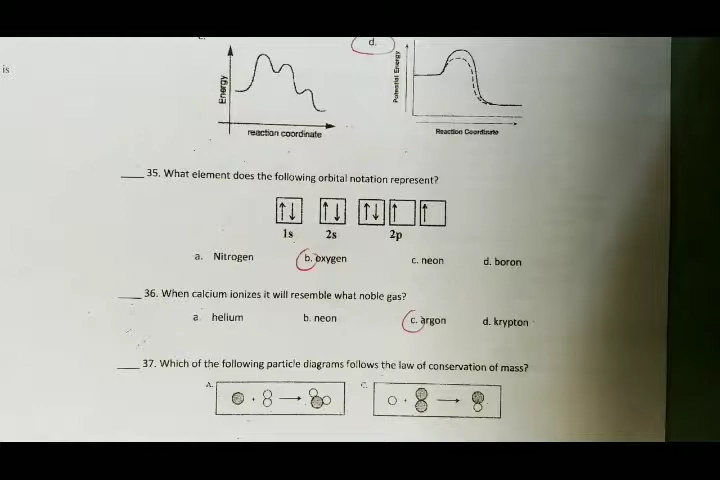 is
d.
Energy
reaction coordinate
Potential Energy
Reaction Coordinate
35. What element does the following orbital notation represent?
1s 2s 2p
a. Nitrogen b. oxygen c. neon d. boron
36. When calcium ionizes it will resemble what noble gas?
a helium b. neon c. argon d. krypton
37. Which of the following particle diagrams follows the law of conservation of mass?
A. C.
+ +